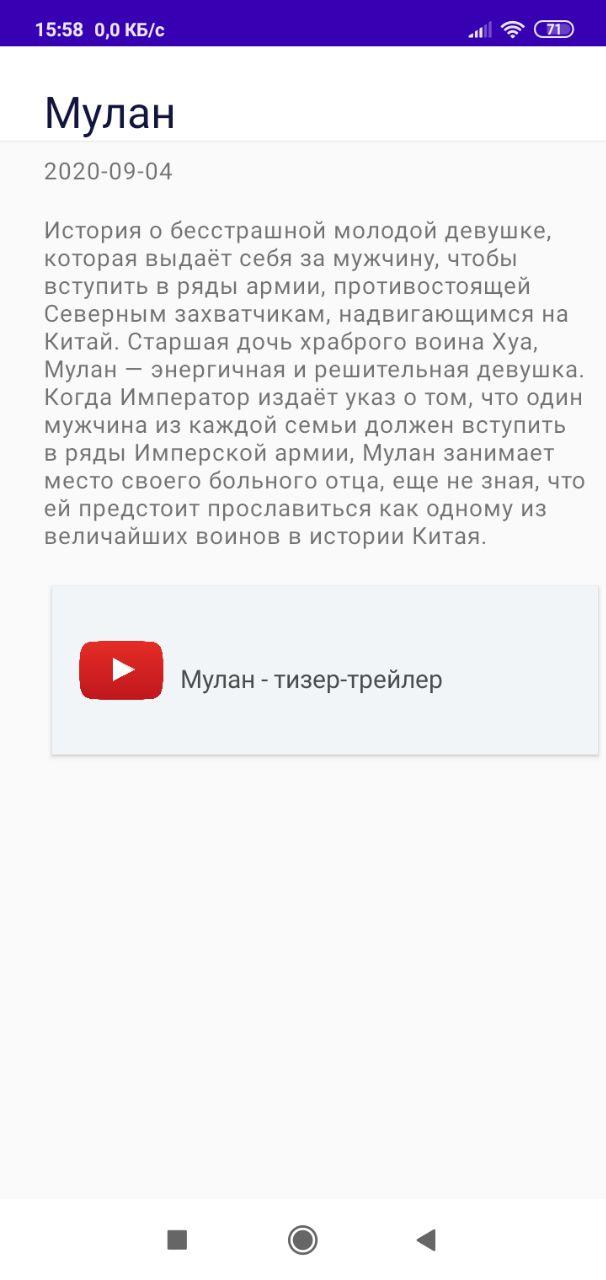 15:58 0,0 КБ/с 71
Мулан
2020-09-04
История о бесстрашной молодой девушке,
которая выдаёт себя за мужчину, чтобы
вступить в ряды армии, противостоящей
Северным захватчикам, надвигающимся на
Китай. Старшая дочь храброго воина Хуа,
Мулан — энергичная и решительная девушка.
Когда Император издаёт указ о том, что один
мужчина из каждой семьи должен вступить
в ряды Имперской армии, Мулан занимает
место своего больного отца, еще не зная, что
ей предстоит прославиться как одному из
величайших воинов в истории Китая.
Мулан - тизер-трейлер